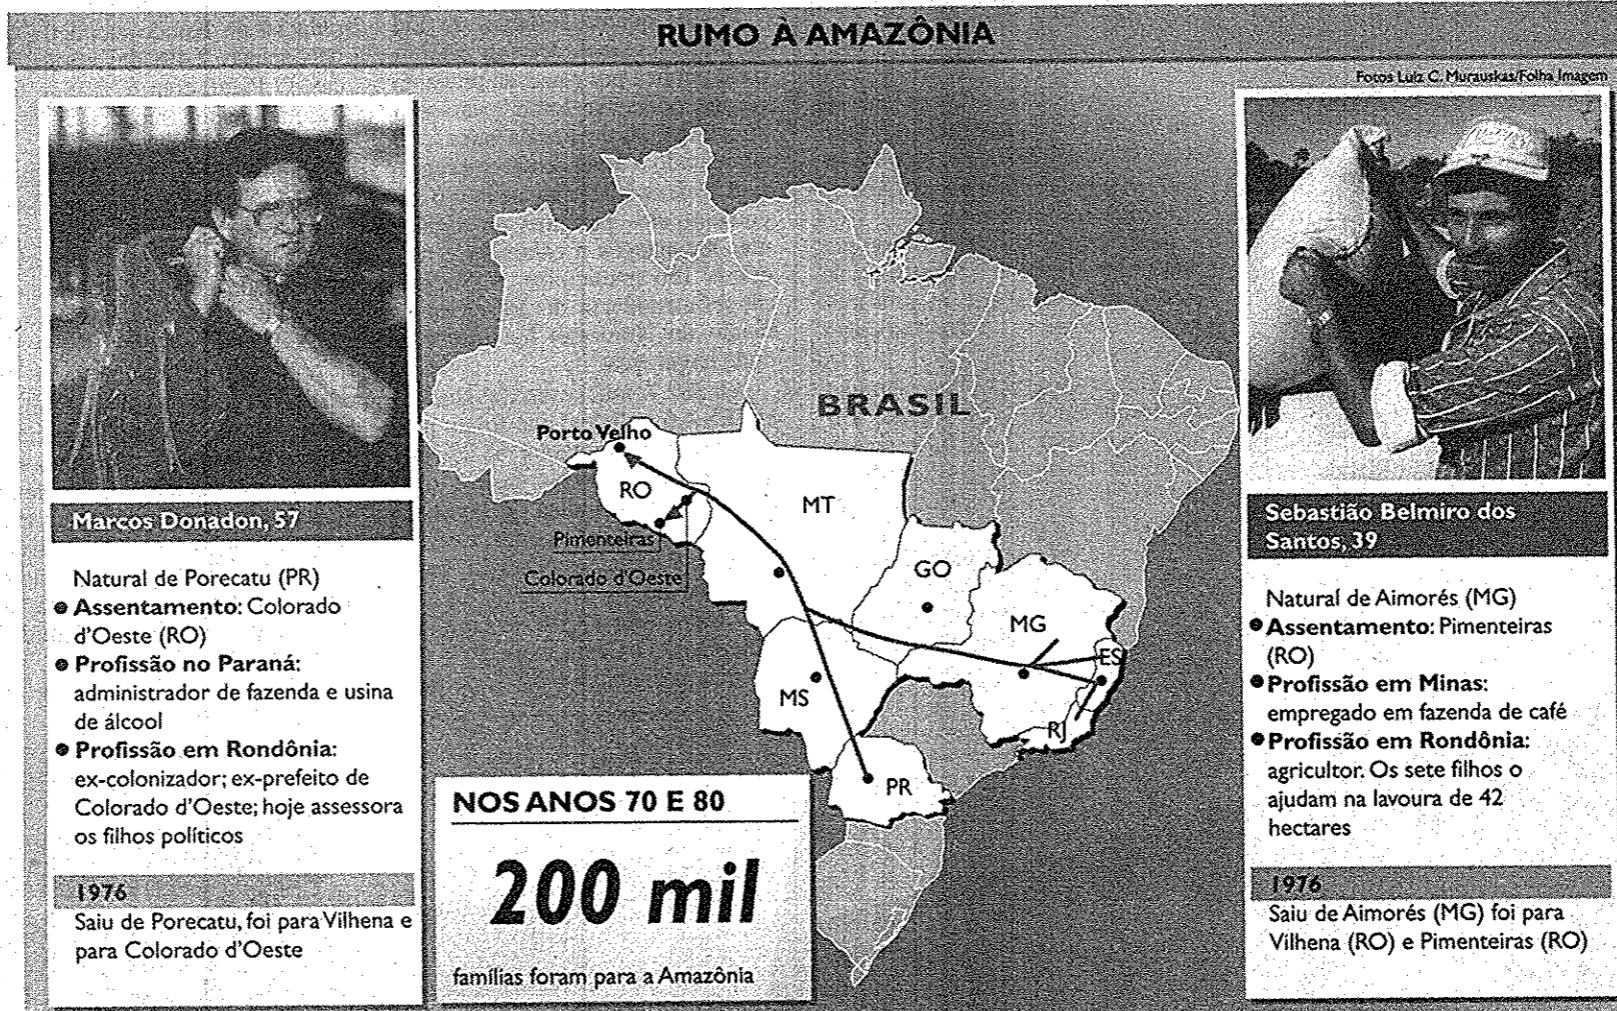 RUMO À AMAZÔNIA
Fotos Luiz C. Murauskas/Folha Imagem
Marcos Donadon, 57
Natural de Porecatu (PR)
● Assentamento: Colorado
d'Oeste (RO)
● Profissão no Paraná:
administrador de fazenda e usina
de álcool
● Profissão em Rondônia:
ex-colonizador; ex-prefeito de
Colorado d'Oeste; hoje assessora
os filhos políticos
1976
Saiu de Porecatu, foi para Vilhena e
para Colorado d'Oeste
BRASIL
Porto Velho
RO
MT
Pimenteiras
Colorado d'Oeste
GO
MG
ES
MS
RJ
PR
NOS ANOS 70 E 80
200 mil
famílias foram para a Amazônia
Sebastião Belmiro dos
Santos, 39
Natural de Aimorés (MG)
● Assentamento: Pimenteiras
(RO)
● Profissão em Minas:
empregado em fazenda de café
● Profissão em Rondônia:
agricultor. Os sete filhos o
ajudam na lavoura de 42
hectares
1976
Saiu de Aimorés (MG) foi para
Vilhena (RO) e Pimenteiras (RO)